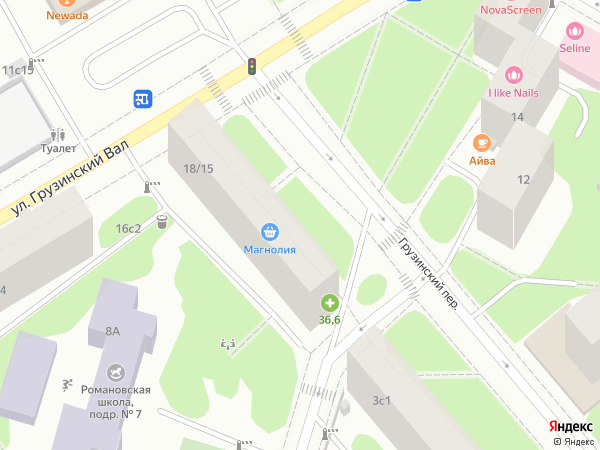 Newada
NovaScreen
Seline
11с15
I like Nails
14
Туалет
Айва
ул. Грузинский Вал
18/15
12
16с2
Магнолия
Грузинский пер.
4
36,6
8А
Романовская
школа,
подр. № 7
3с1
Яндекс
© Яндекс